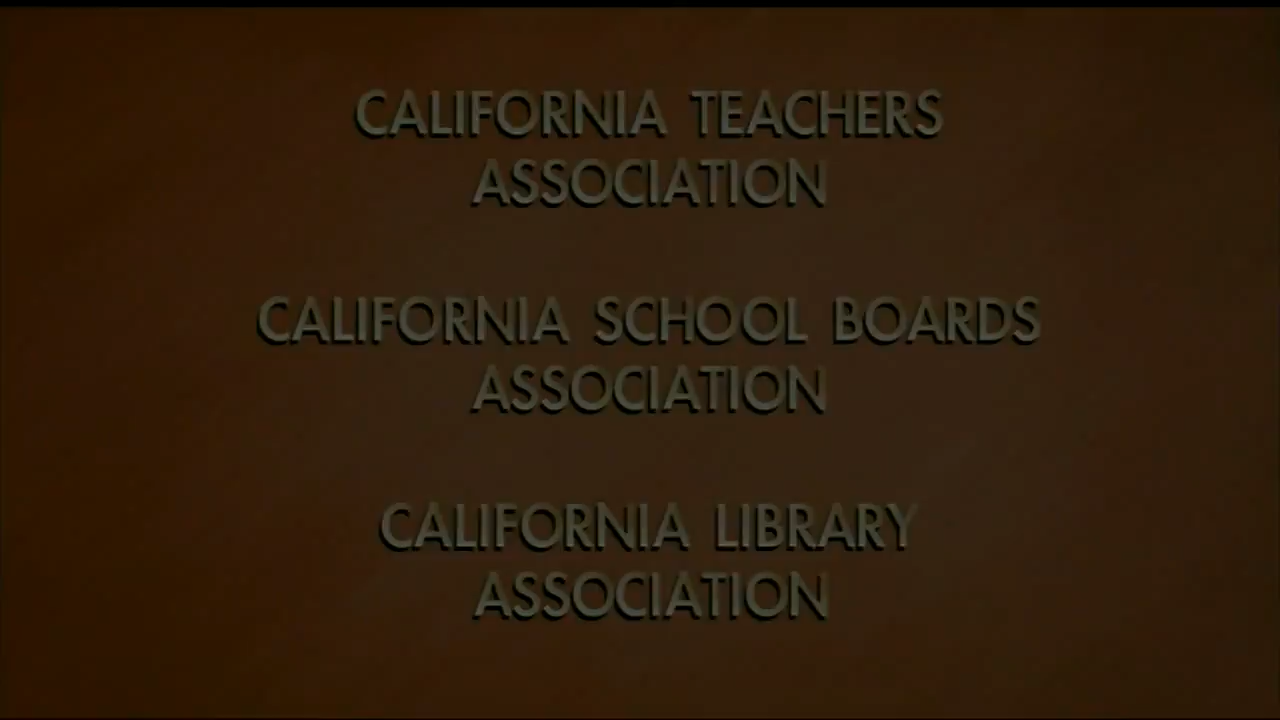 CALIFORNIA TEACHERS
ASSOCIATION
CALIFORNIA SCHOOL BOARDS
ASSOCIATION
CALIFORNIA LIBRARY
ASSOCIATION